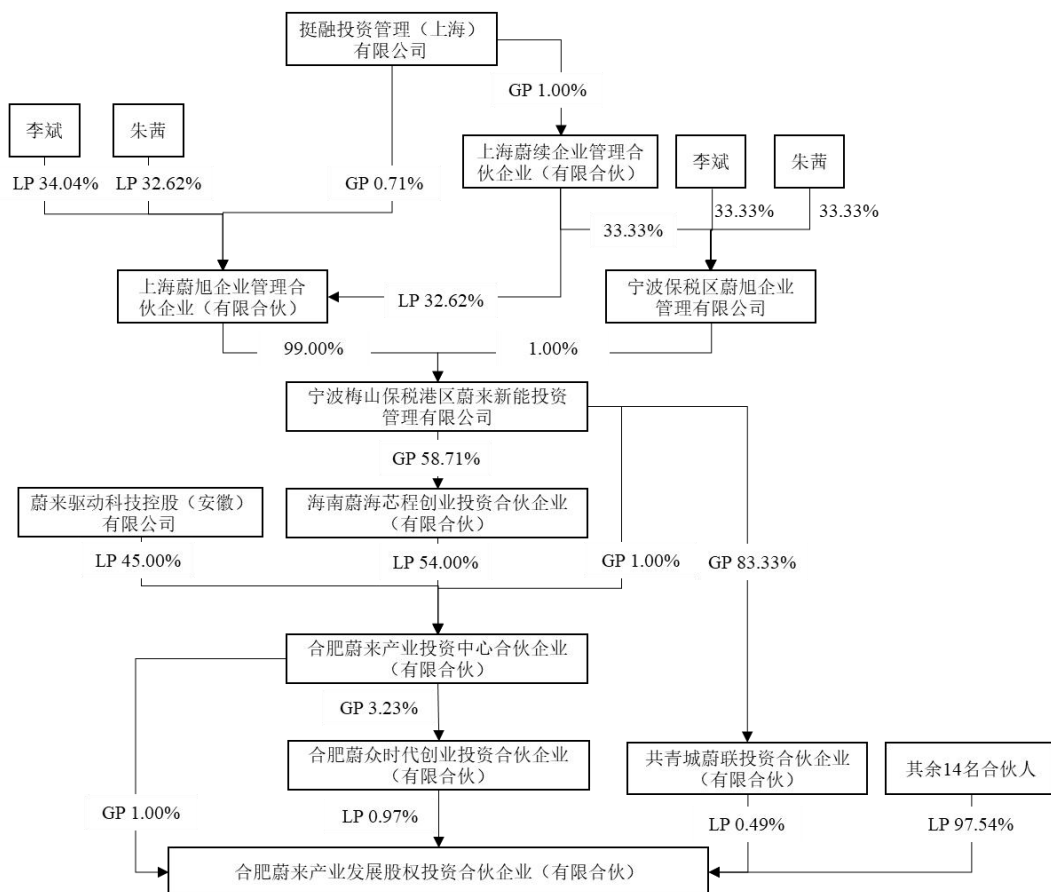 挺融投资管理（上海）
有限公司
GP 1.00%
李斌
朱茜
上海蔚续企业管理合
伙企业（有限合伙）
李斌
朱茜
LP 34.04%
LP 32.62%
GP 0.71%
33.33%
33.33%
33.33%
上海蔚旭企业管理合
伙企业（有限合伙）
LP 32.62%
宁波保税区蔚旭企业
管理有限公司
99.00%
1.00%
宁波梅山保税港区蔚来新能投资
管理有限公司
GP 58.71%
蔚来驱动科技控股（安徽）
有限公司
海南蔚海芯程创业投资合伙企业
（有限合伙）
LP 45.00%
LP 54.00%
GP 1.00%
GP 83.33%
合肥蔚来产业投资中心合伙企业
（有限合伙）
GP 3.23%
合肥蔚众时代创业投资合伙企业
（有限合伙）
共青城蔚联投资合伙企业
（有限合伙）
其余14名合伙人
GP 1.00%
LP 0.97%
LP 0.49%
LP 97.54%
合肥蔚来产业发展股权投资合伙企业（有限合伙）